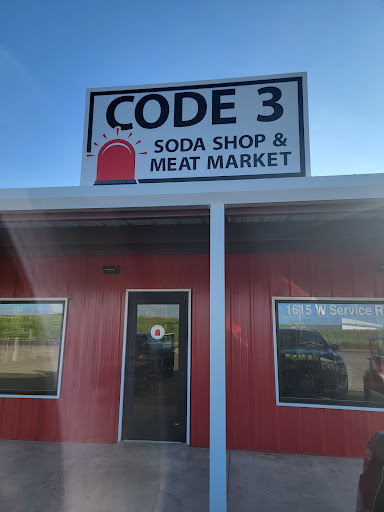 CODE 3
SODA SHOP &
MEAT MARKET
1615 W Service R